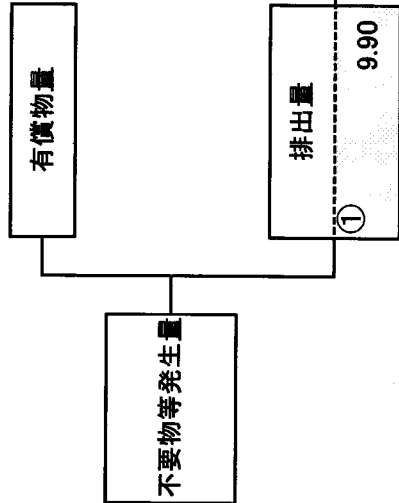 不要物等発生量
有償物量
排出量
①
9.90